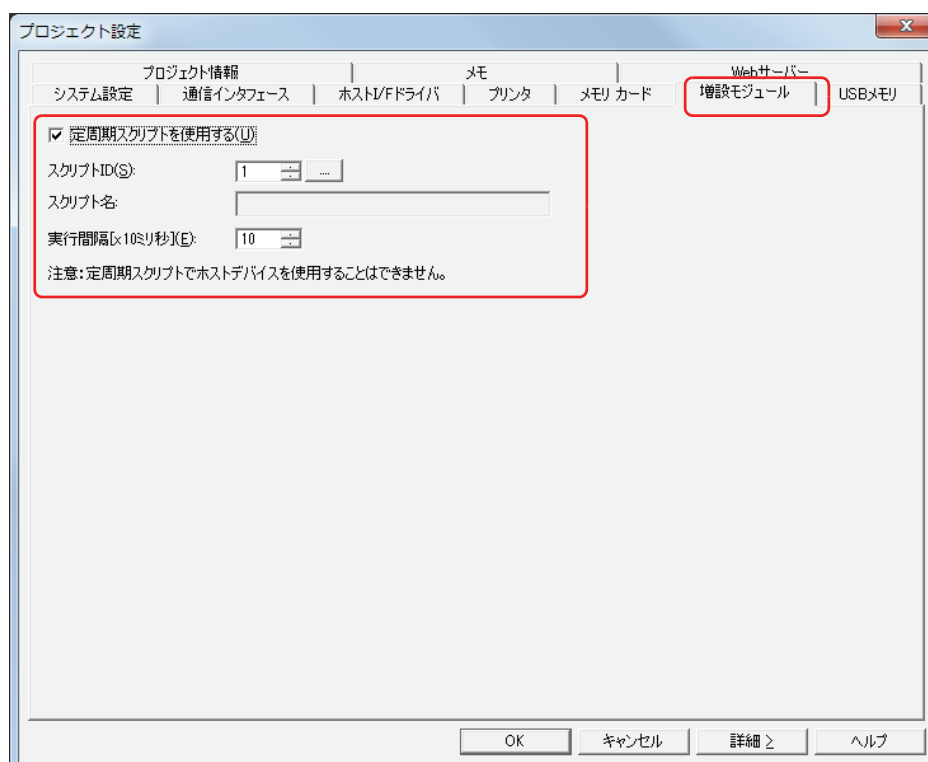 プロジェクト設定
プロジェクト情報 メモ Webサーバー
システム設定 通信インタフェース ホストI/Fドライバ プリンタ メモリ カード 増設モジュール USBメモリ
定周期スクリプトを使用する(U)
スクリプトID(S): 1 ...
スクリプト名:
実行間隔[x10ミリ秒](E): 10
注意:定周期スクリプトでホストデバイスを使用することはできません。
OK キャンセル 詳細 ≥ ヘルプ